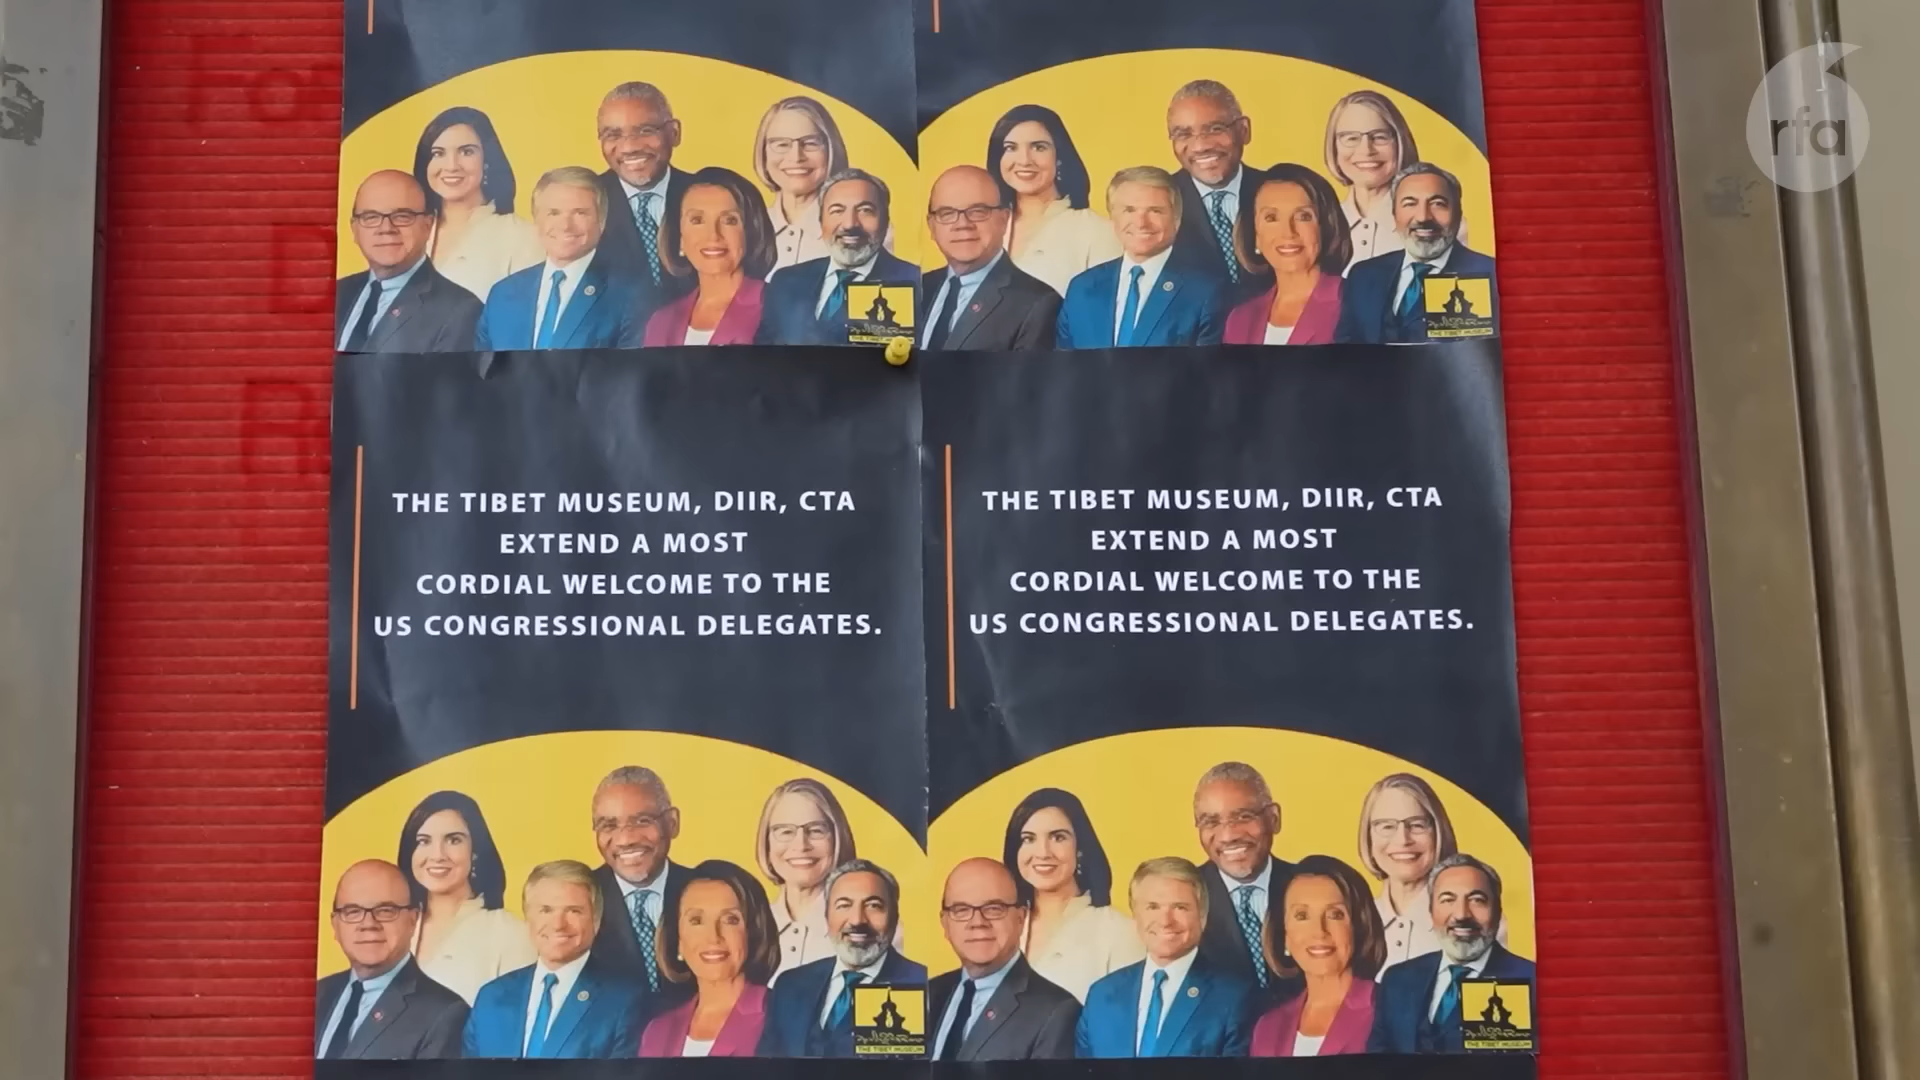 rfa
THE TIBET MUSEUM
THE TIBET MUSEUM
THE TIBET MUSEUM, DIIR, CTA
EXTEND A MOST
CORDIAL WELCOME TO THE
US CONGRESSIONAL DELEGATES.
THE TIBET MUSEUM, DIIR, CTA
EXTEND A MOST
CORDIAL WELCOME TO THE
US CONGRESSIONAL DELEGATES.
THE TIBET MUSEUM
THE TIBET MUSEUM